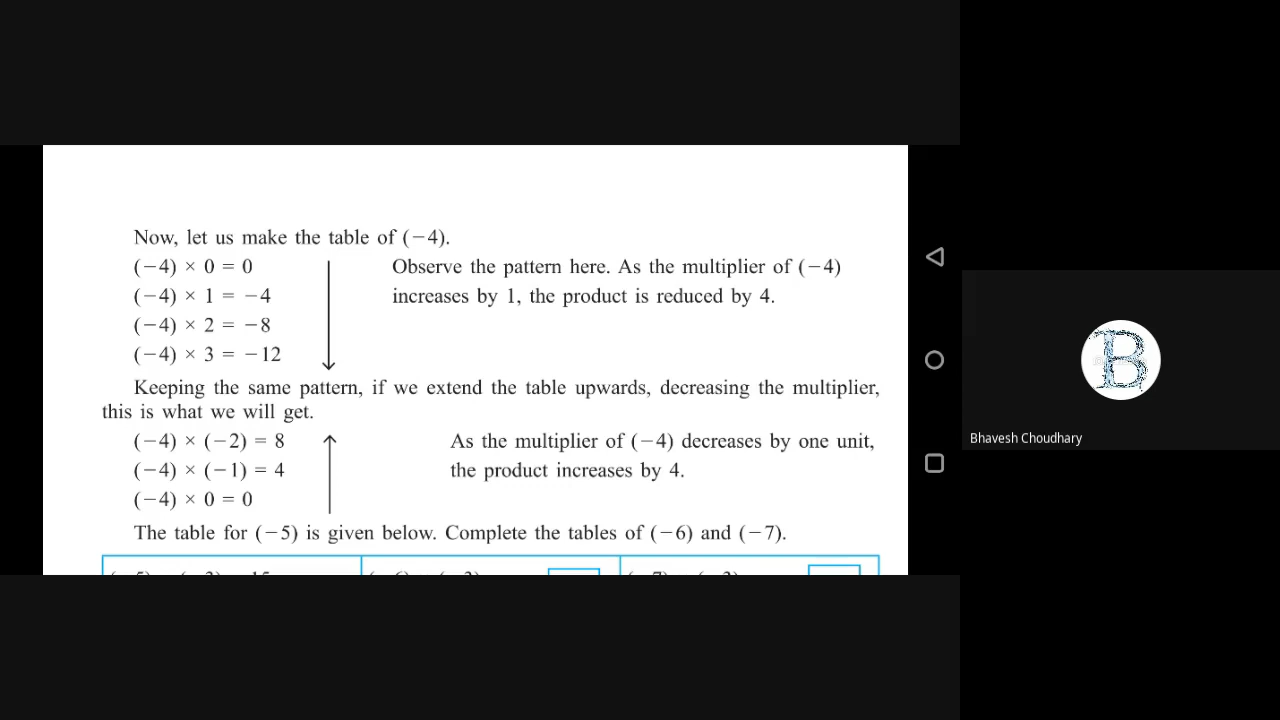 Now, let us make the table of (−4).
(−4) × 0 = 0
(−4) × 1 = −4
(−4) × 2 = −8
(−4) × 3 = −12
Observe the pattern here. As the multiplier of (−4)
increases by 1, the product is reduced by 4.
Keeping the same pattern, if we extend the table upwards, decreasing the multiplier,
this is what we will get.
(−4) × (−2) = 8
(−4) × (−1) = 4
(−4) × 0 = 0
As the multiplier of (−4) decreases by one unit,
the product increases by 4.
The table for (−5) is given below. Complete the tables of (−6) and (−7).
B
Bhavesh Choudhary